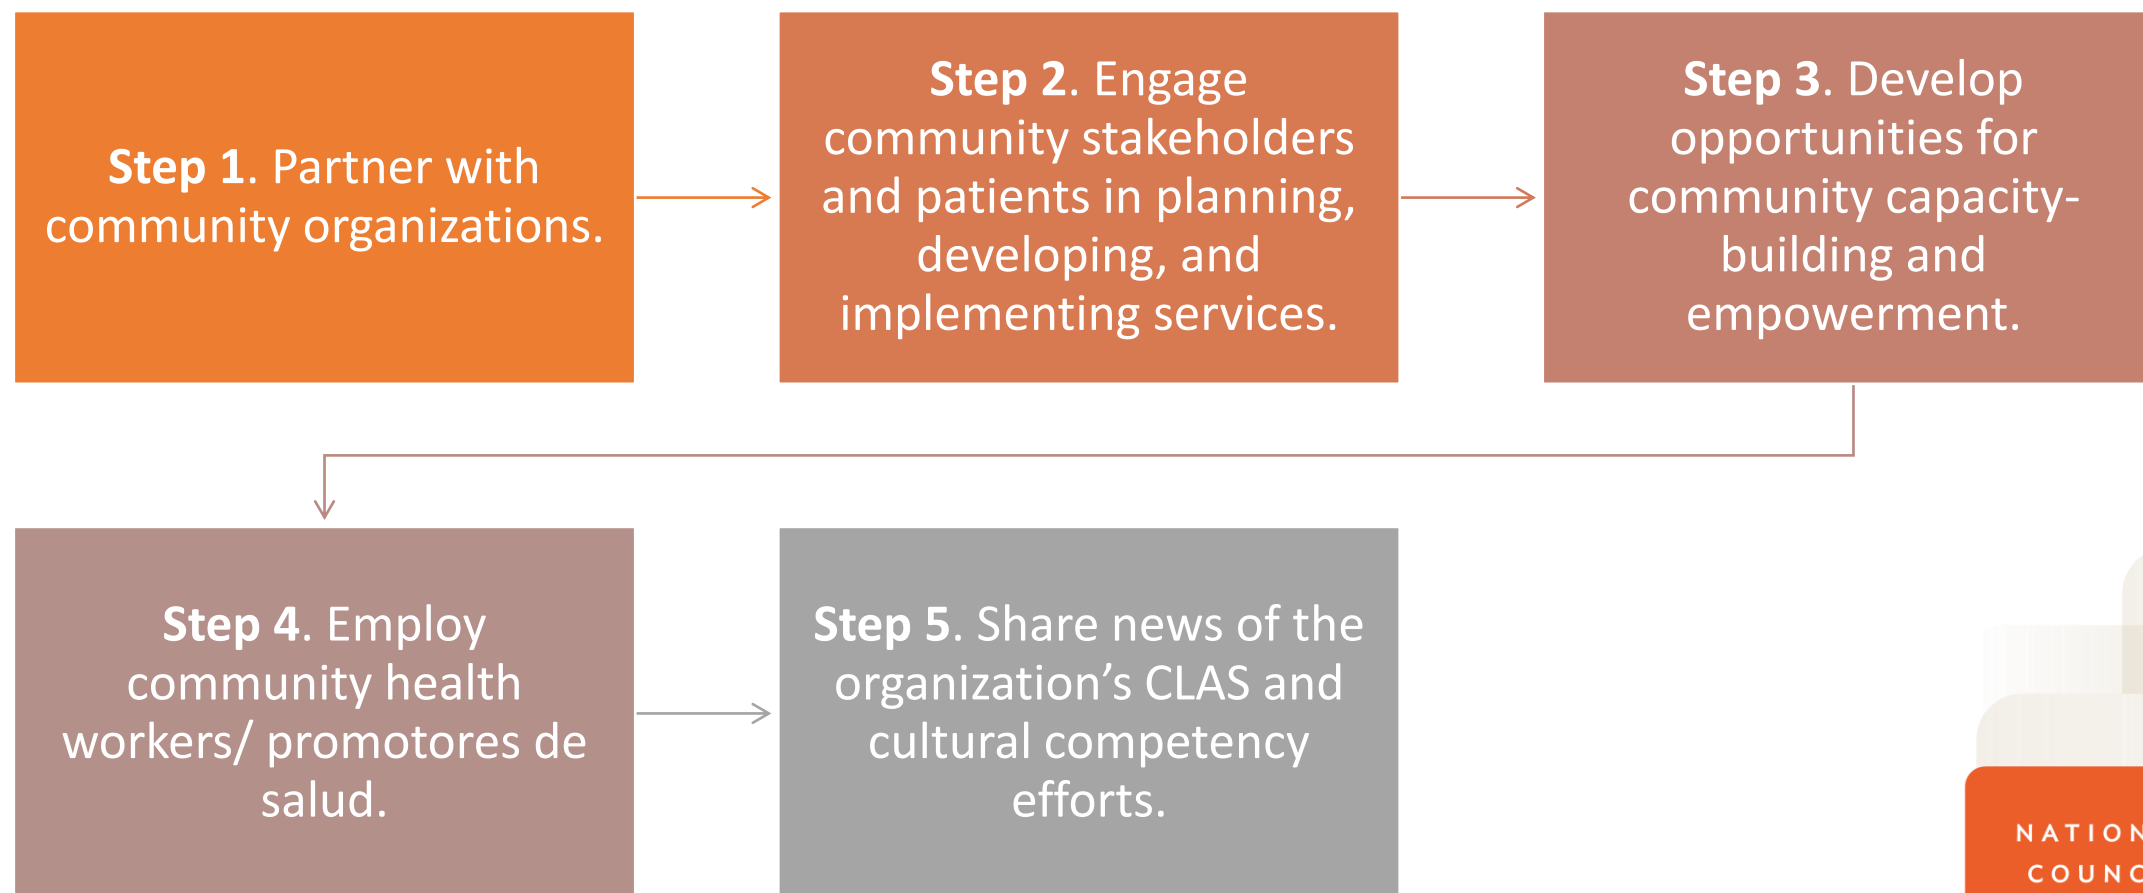 Step 1. Partner with
community organizations.
Step 2. Engage
community stakeholders
and patients in planning,
developing, and
implementing services.
Step 3. Develop
opportunities for
community capacity-
building and
empowerment.
Step 4. Employ
community health
workers/ promotores de
salud.
Step 5. Share news of the
organization’s CLAS and
cultural competency
efforts.